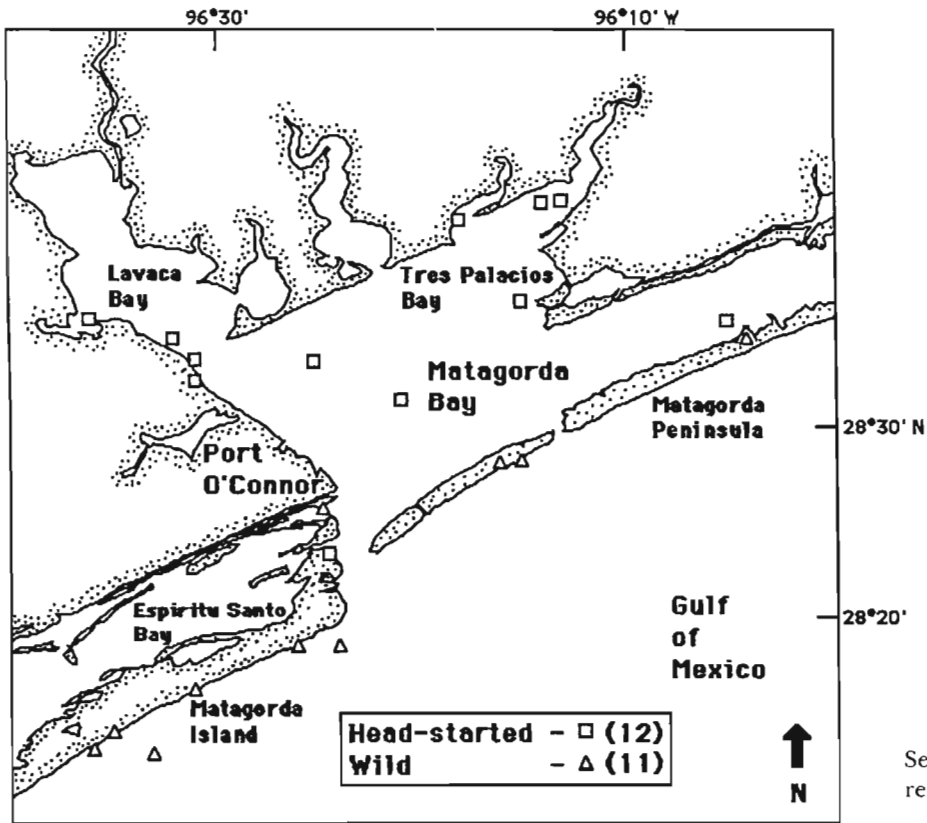 96°30'
96°10' W
Lavaca
Bay
Tres Palacios
Bay
Matagorda
Bay
Matagorda
Peninsula
28°30' N
Port
O'Connor
Espiritu Santo
Bay
28°20'
Gulf
of
Mexico
Matagorda
Island
Head-started - □ (12)
Wild - △ (11)
N
Se
re